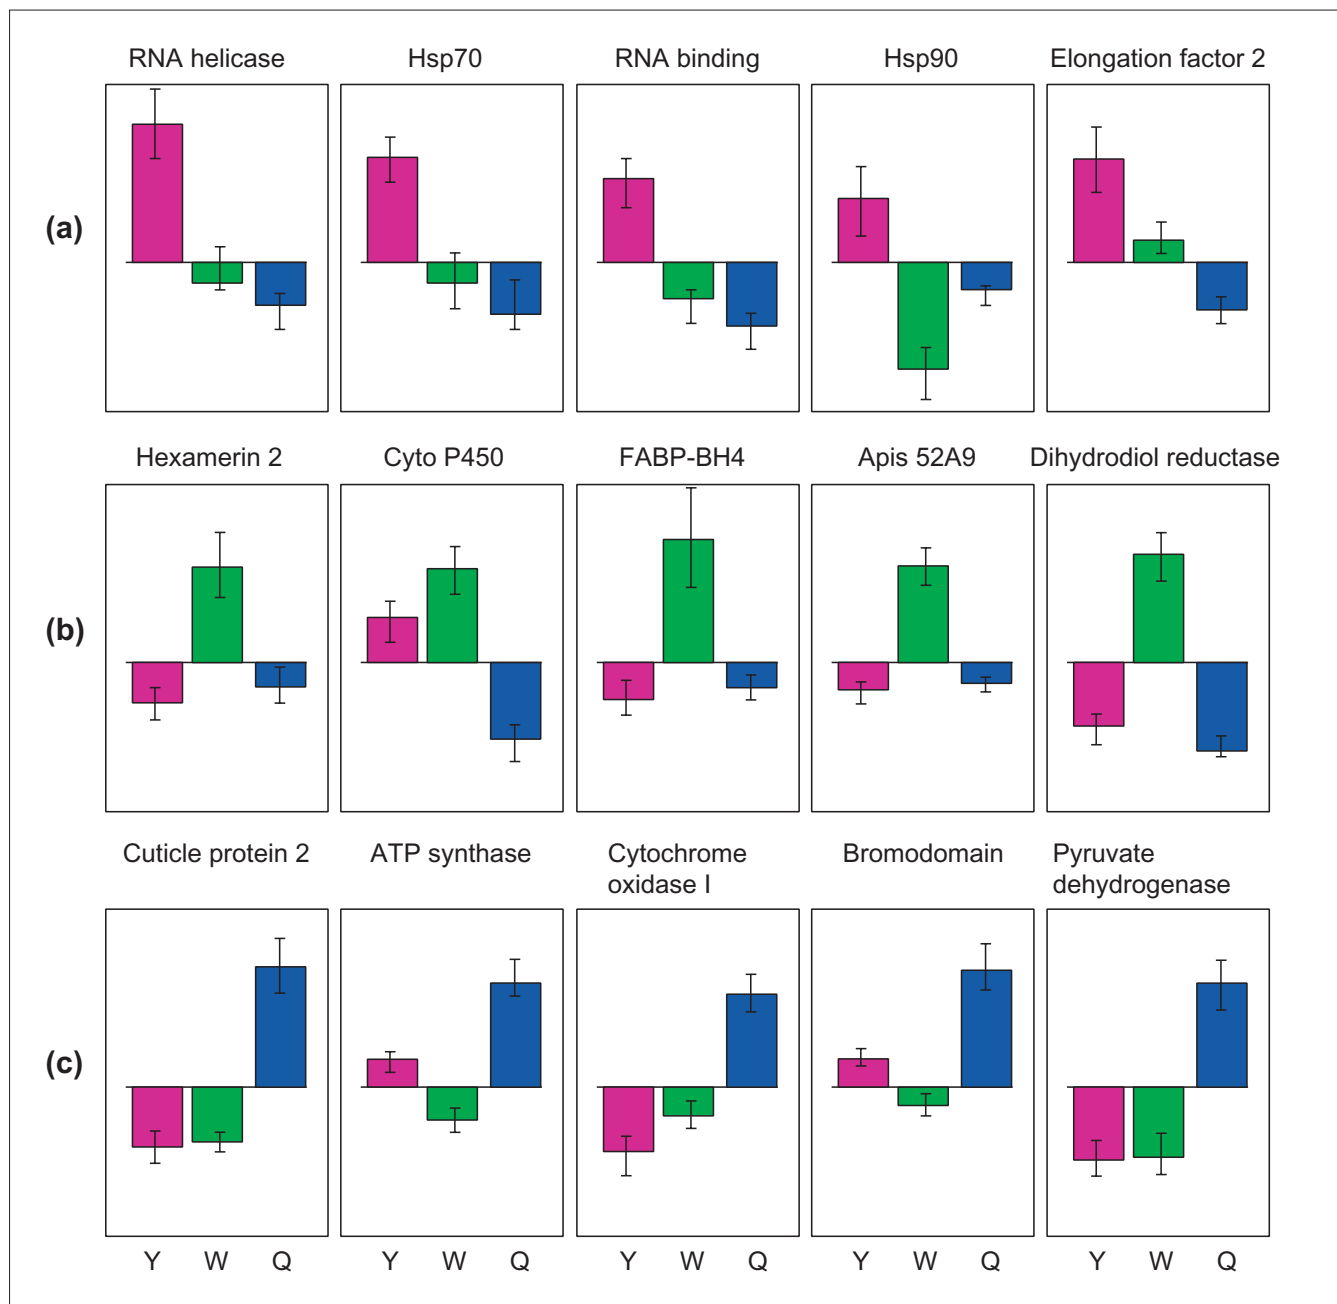 RNA helicase Hsp70 RNA binding Hsp90 Elongation factor 2
(a)
Hexamerin 2 Cyto P450 FABP-BH4 Apis 52A9 Dihydrodiol reductase
(b)
Cuticle protein 2 ATP synthase Cytochrome Bromodomain Pyruvate
oxidase I dehydrogenase
(c)
Y W Q Y W Q Y W Q Y W Q Y W Q